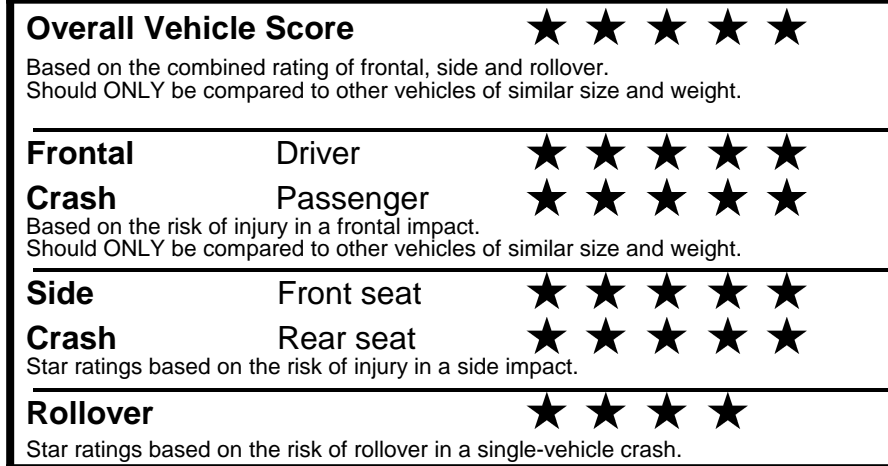 Overall Vehicle Score ★ ★ ★ ★ ★
Based on the combined rating of frontal, side and rollover.
Should ONLY be compared to other vehicles of similar size and weight.
Frontal Driver ★ ★ ★ ★ ★
Crash Passenger ★ ★ ★ ★ ★
Based on the risk of injury in a frontal impact.
Should ONLY be compared to other vehicles of similar size and weight.
Side Front seat ★ ★ ★ ★ ★
Crash Rear seat ★ ★ ★ ★ ★
Star ratings based on the risk of injury in a side impact.
Rollover ★ ★ ★ ★
Star ratings based on the risk of rollover in a single-vehicle crash.